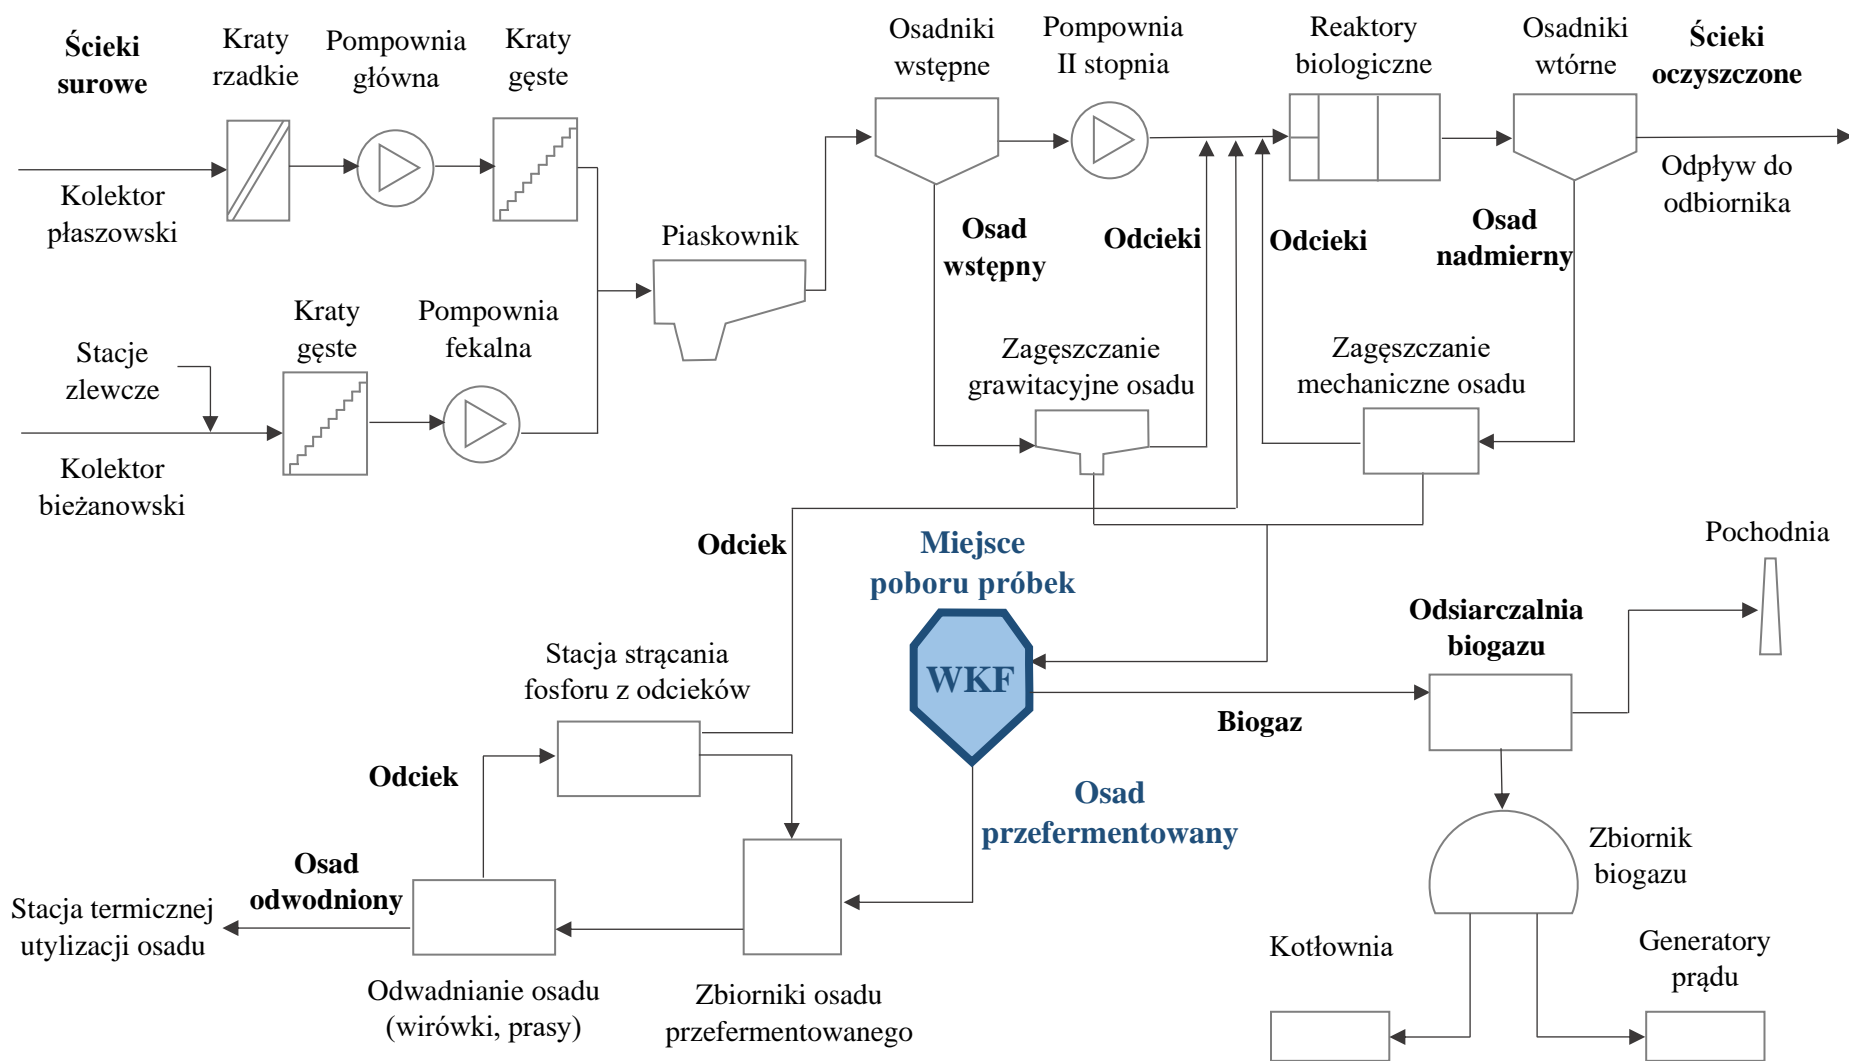 Ścieki
surowe
Kraty
rzadkie
Pompownia
główna
Kraty
gęste
Osadniki
wstępne
Pompownia
II stopnia
Reaktory
biologiczne
Osadniki
wtórne
Ścieki
oczyszczone
Kolektor
płaszowski
Piaskownik
Osad
wstępny
Odcieki
Odcieki
Osad
nadmierny
Odpływ do
odbiornika
Stacje
zlewcze
Kraty
gęste
Pompownia
fekalna
Zagęszczanie
grawitacyjne osadu
Zagęszczanie
mechaniczne osadu
Kolektor
bieżanowski
Odciek
Miejsce
poboru próbek
Pochodnia
Stacja strącania
fosforu z odcieków
WKF
Odsiarczalnia
biogazu
Biogaz
Odciek
Osad
przefermentowany
Zbiornik
biogazu
Osad
odwodniony
Stacja termicznej
utylizacji osadu
Odwadnianie osadu
(wirówki, prasy)
Zbiorniki osadu
przefermentowanego
Kotłownia
Generatory
prądu